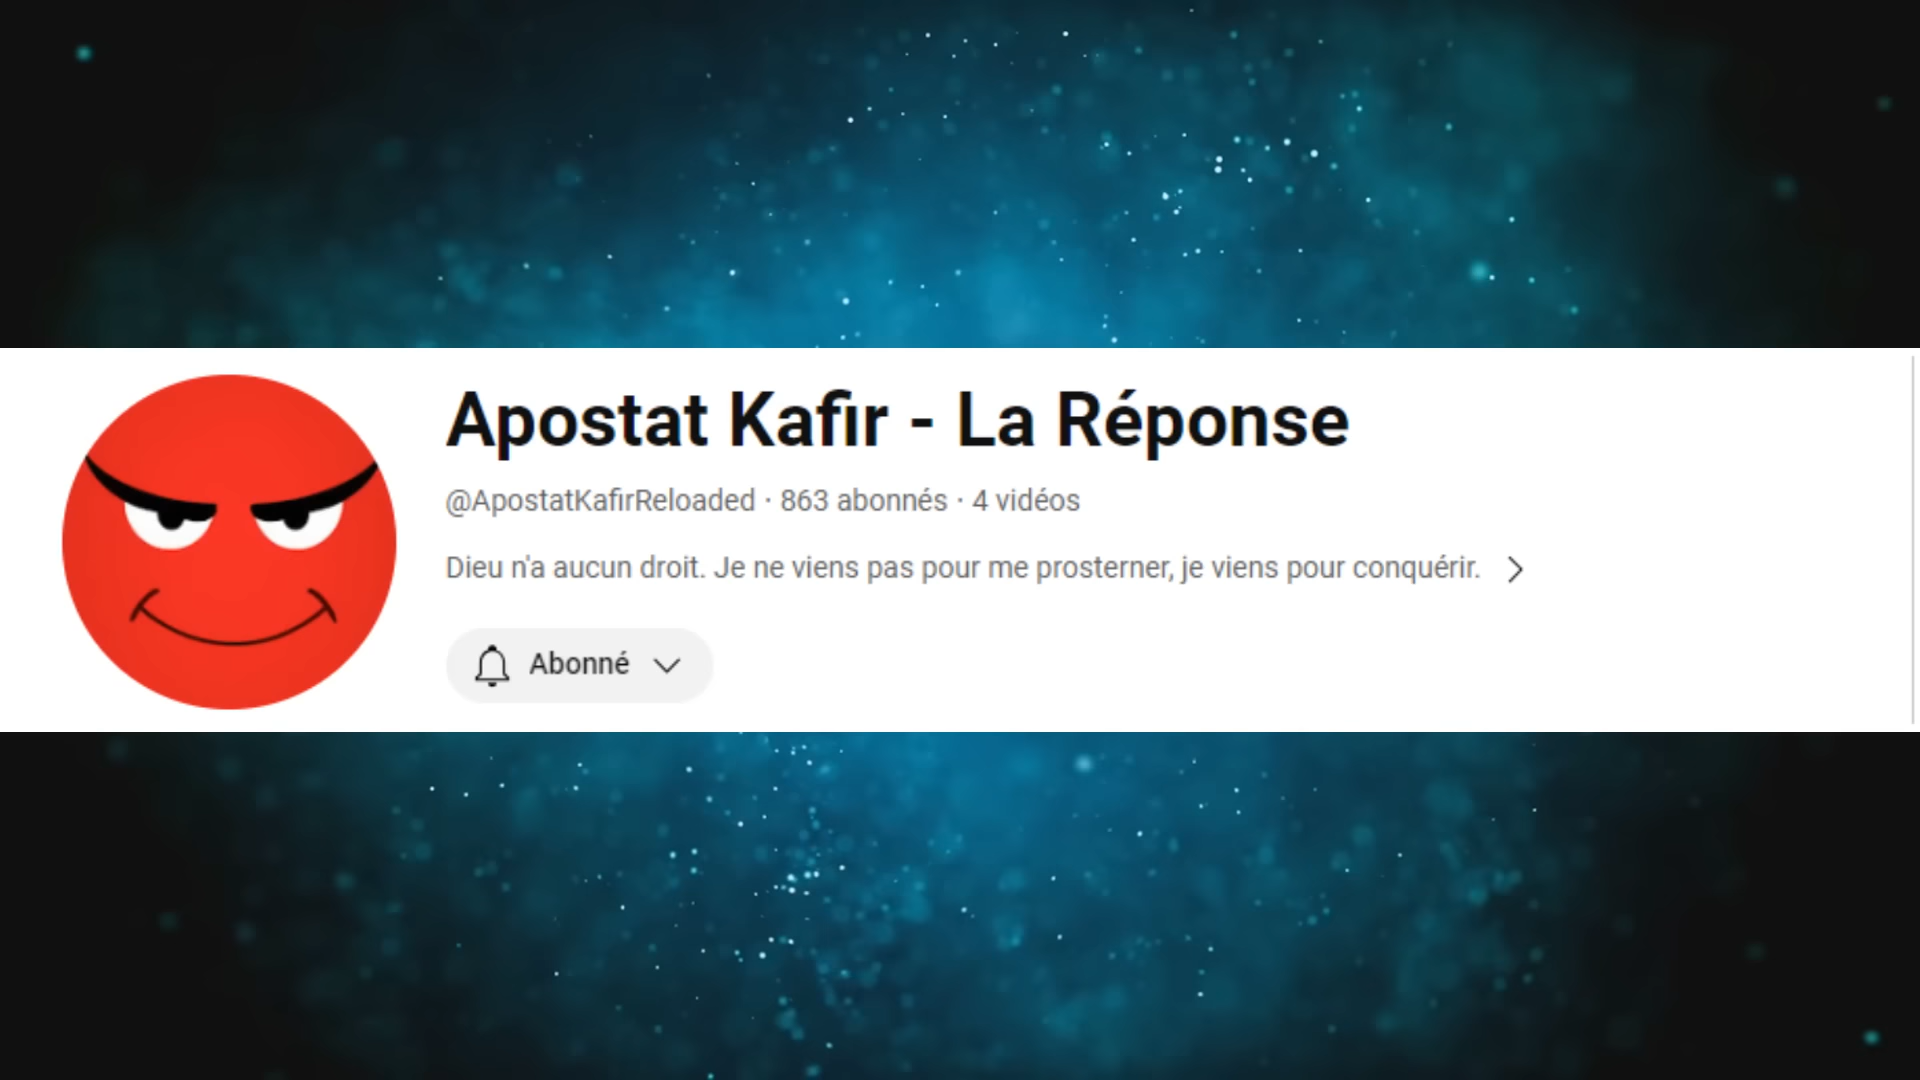 Apostat Kafir - La Réponse
@ApostatKafirReloaded · 863 abonnés · 4 vidéos
Dieu n'a aucun droit. Je ne viens pas pour me prosterner, je viens pour conquérir.
Abonné